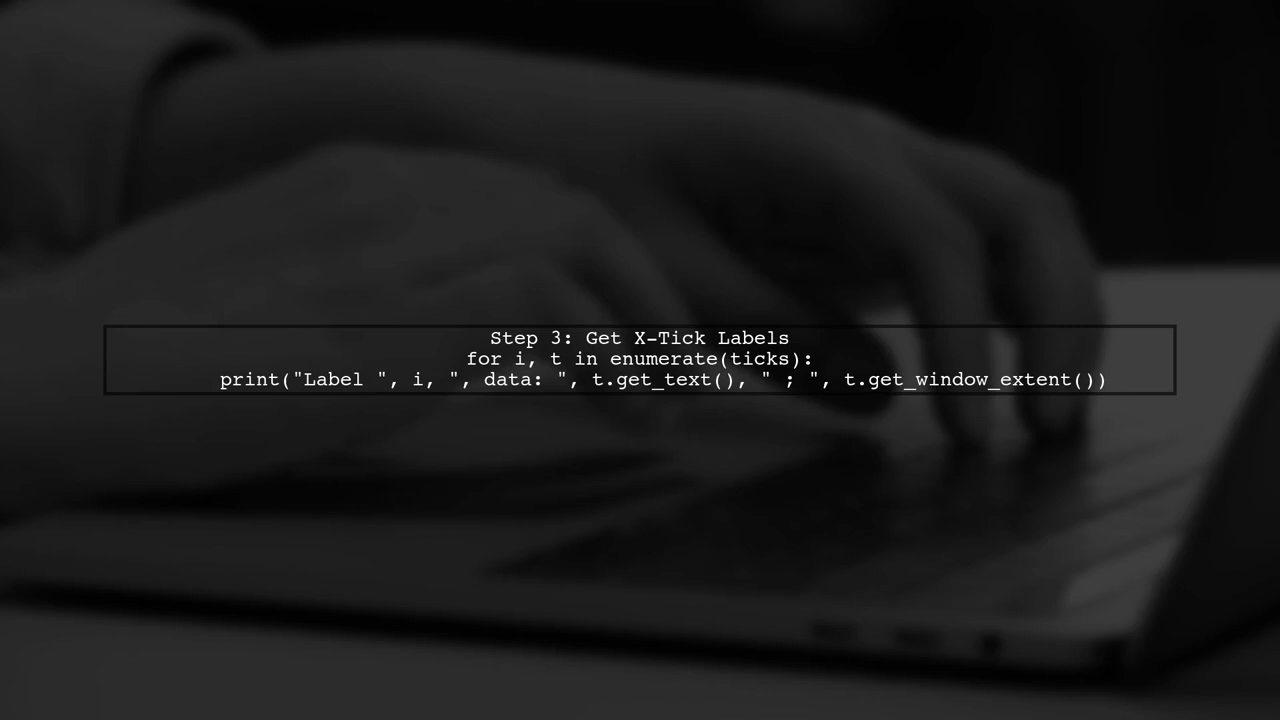 Step 3: Get X-Tick Labels
for i, t in enumerate(ticks):
print("Label ", i, ", data: ", t.get_text(), " ; ", t.get_window_extent())